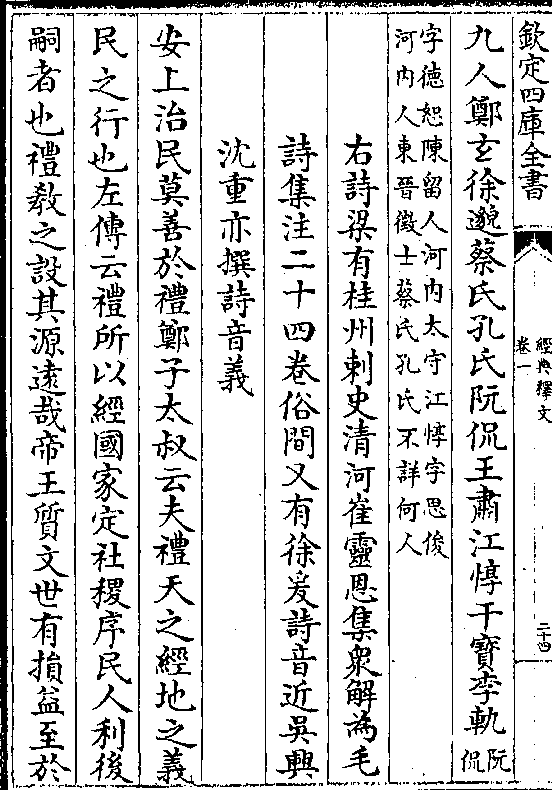 欽定四庫全書
經典釋文
卷一
二十四
九人鄭玄徐邈蔡氏孔氏阮侃王肅江惇干寶李軌阮侃
字德恕陳留人河內太守江惇字思俊
河內人東晉徵士蔡氏孔氏不詳何人
右詩梁有桂州刺史清河崔靈恩集衆解為毛
詩集注二十四卷俗間又有徐爰詩音近吳興
沈重亦撰詩音義
安上治民莫善於禮鄭子太叔云夫禮天之經地之義
民之行也左傳云禮所以經國家定社稷序民人利後
嗣者也禮教之設其源遠哉帝王質文世有損益至於